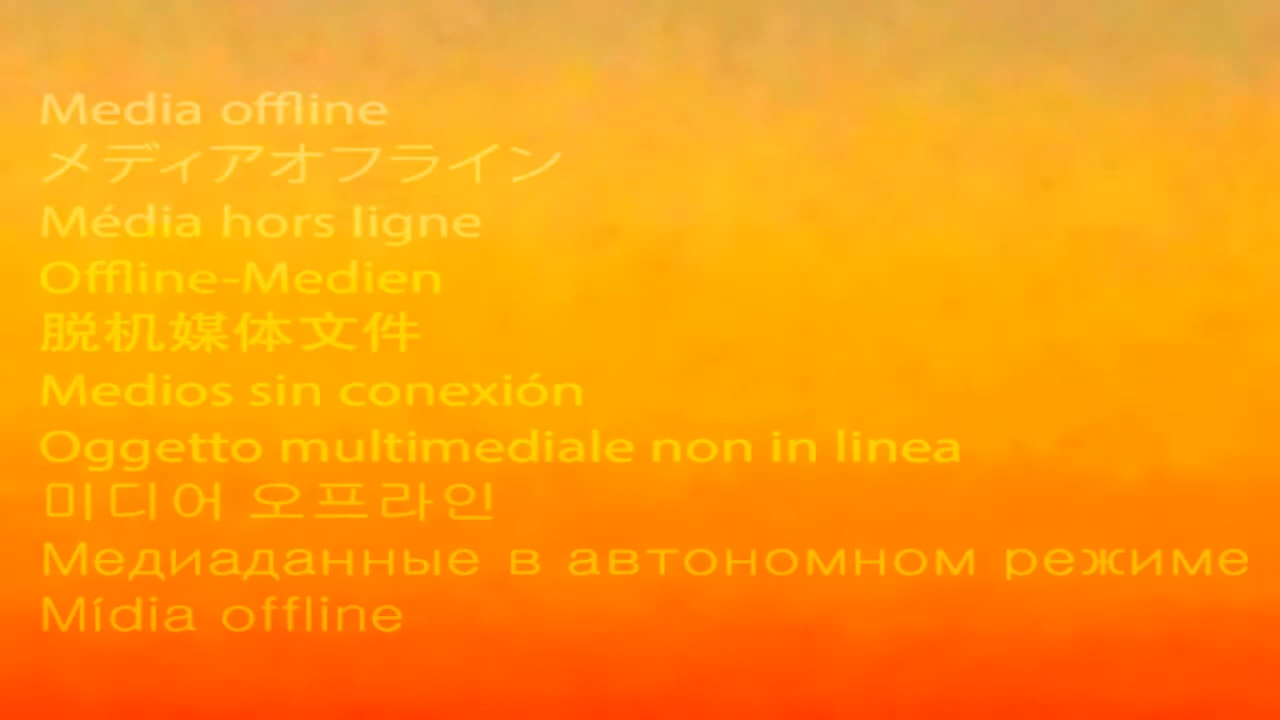 Media offline
メディアオフライン
Média hors ligne
Offline-Medien
脱机媒体文件
Medios sin conexión
Oggetto multimediale non in linea
미디어 오프라인
Медиаданные в автономном режиме
Mídia offline